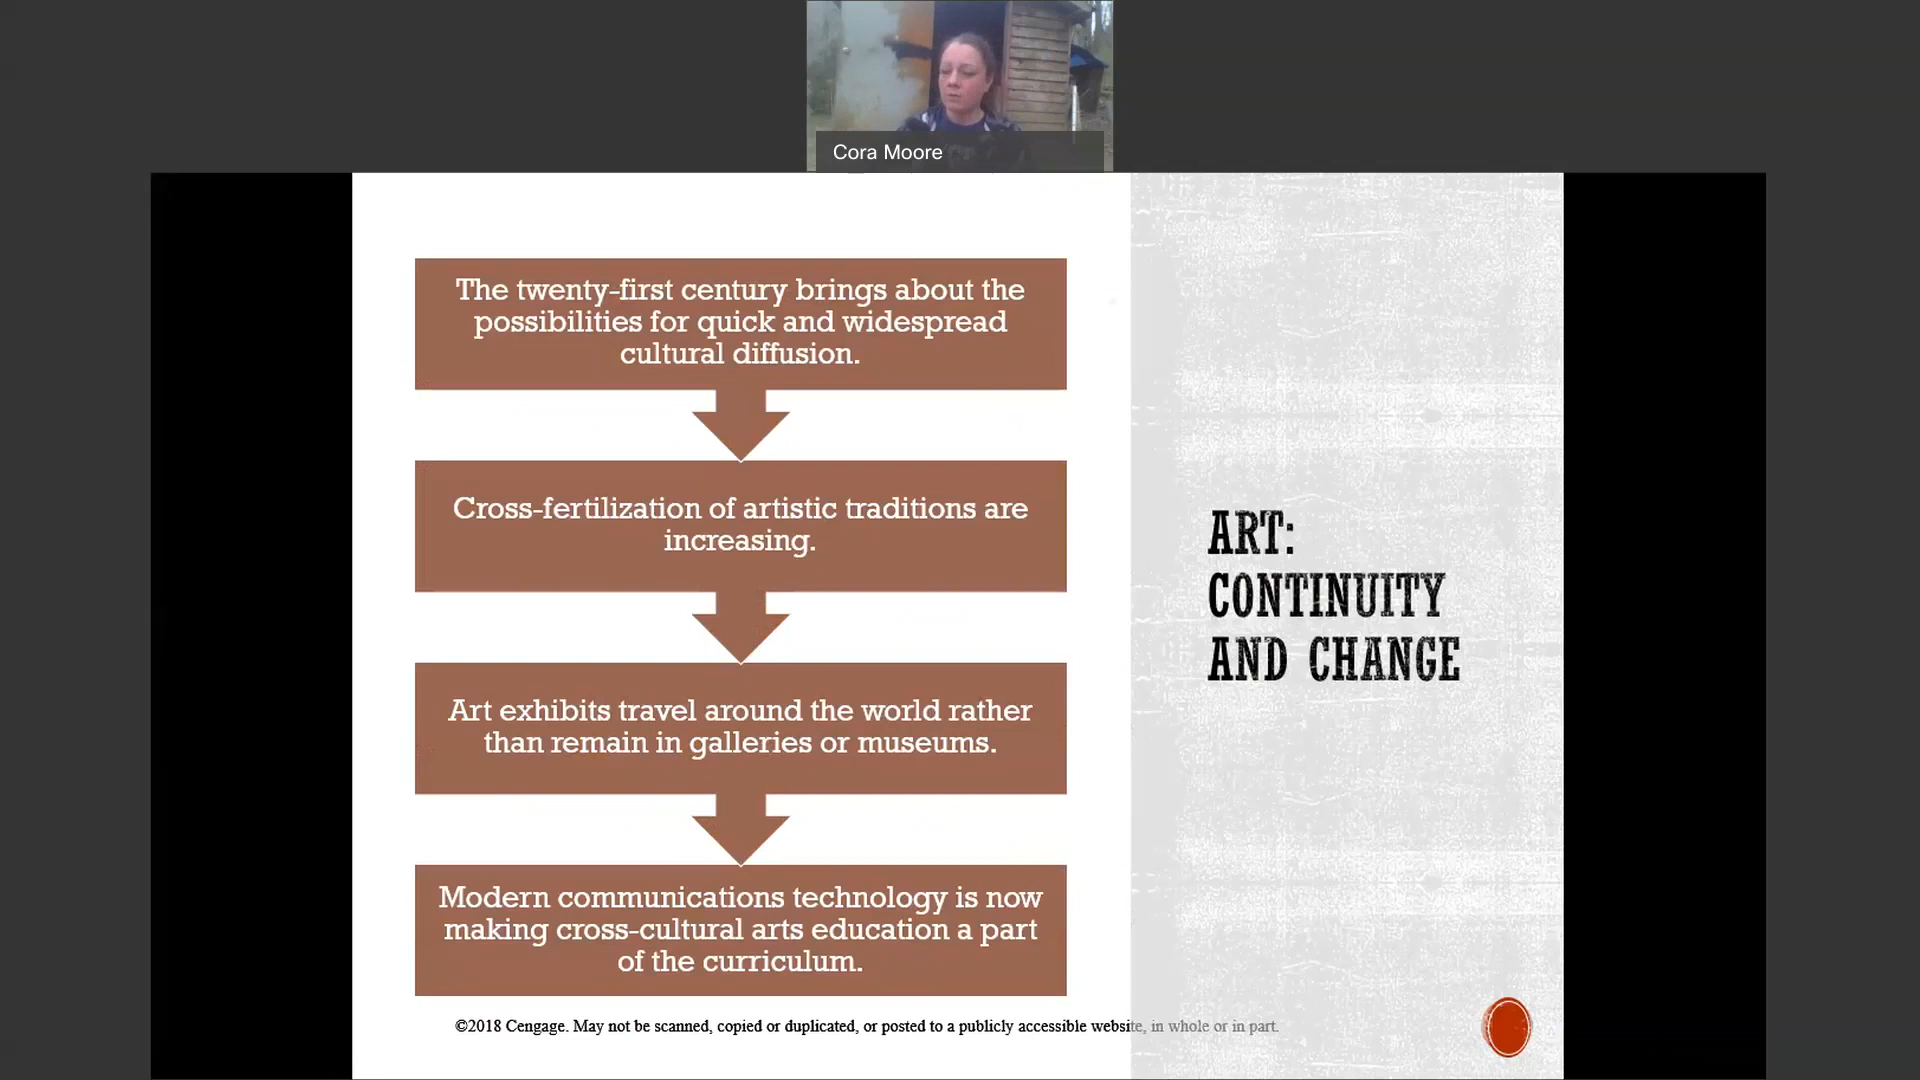 Cora Moore
The twenty-first century brings about the
possibilities for quick and widespread
cultural diffusion.
Cross-fertilization of artistic traditions are
increasing.
Art exhibits travel around the world rather
than remain in galleries or museums.
Modern communications technology is now
making cross-cultural arts education a part
of the curriculum.
ART:
CONTINUITY
AND CHANGE
©2018 Cengage. May not be scanned, copied or duplicated, or posted to a publicly accessible website, in whole or in part.